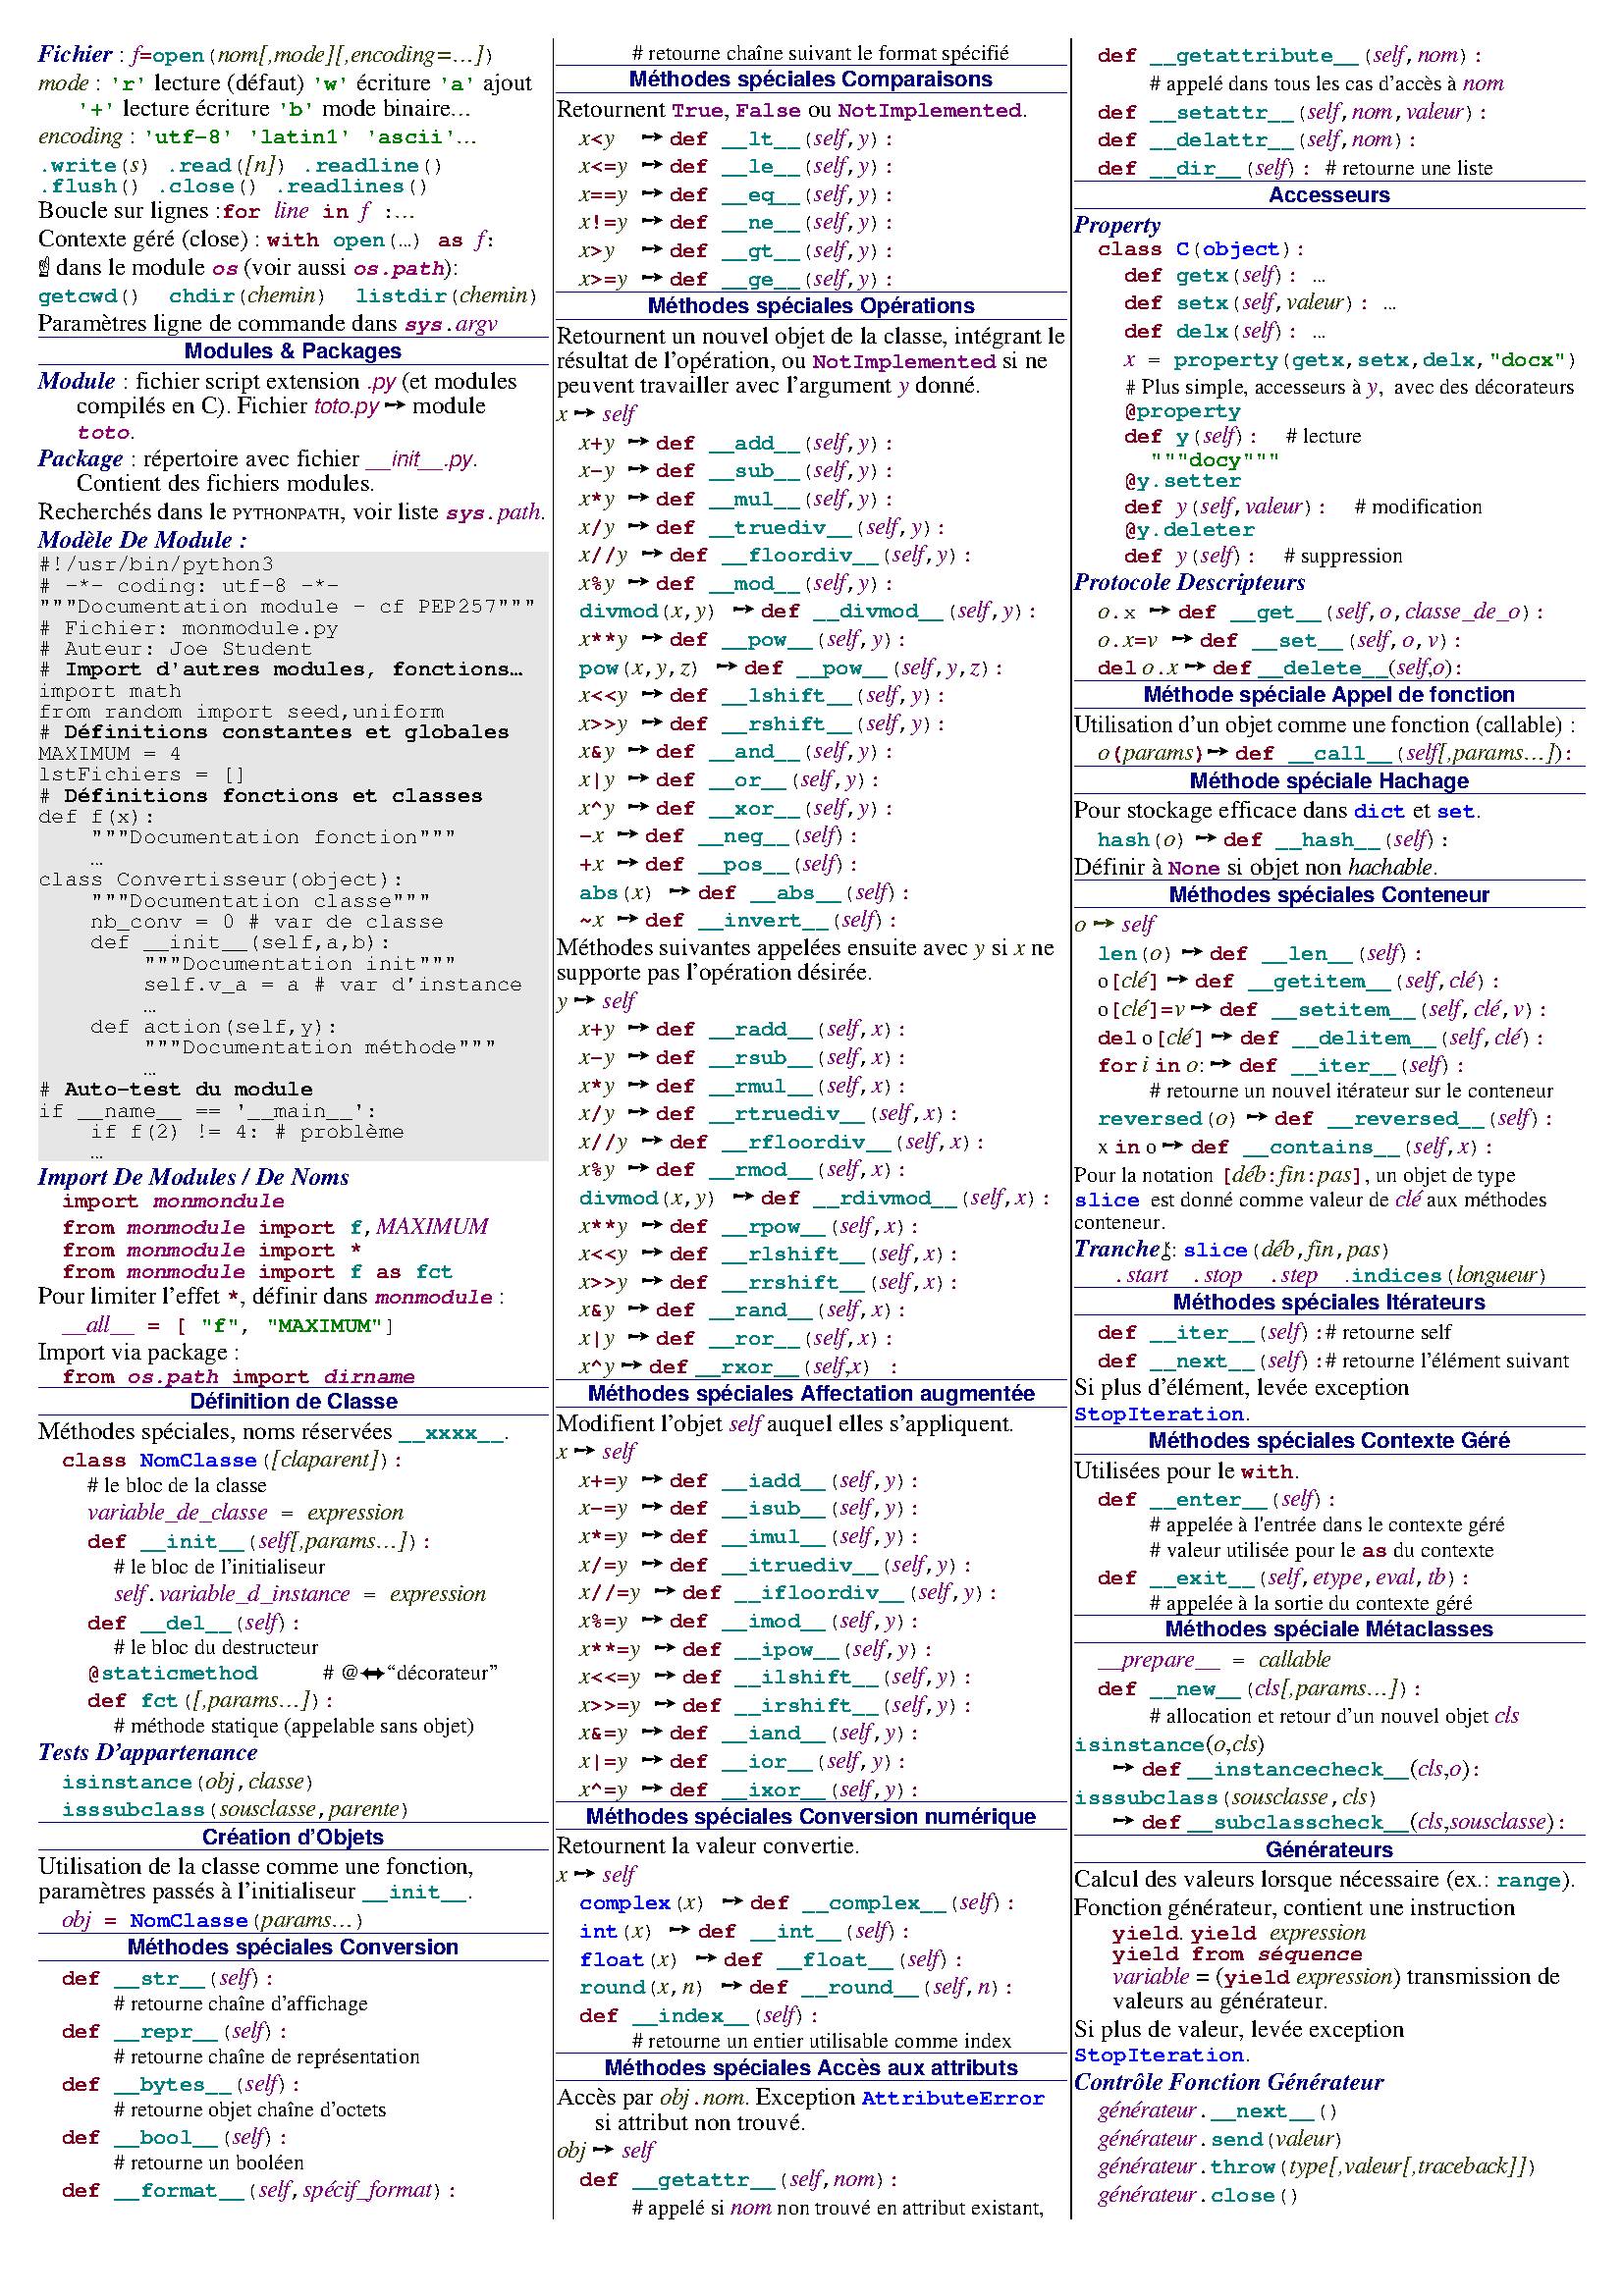 Fichier : f=open(nom[,mode][,encoding=…])
mode : 'r' lecture (défaut) 'w' écriture 'a' ajout
'+' lecture écriture 'b' mode binaire…
encoding : 'utf-8' 'latin1' 'ascii'…
.write(s) .read([n]) .readline()
.flush() .close() .readlines()
Boucle sur lignes :for line in f :…
Contexte géré (close) : with open(…) as f:
☝ dans le module os (voir aussi os.path):
getcwd() chdir(chemin) listdir(chemin)
Paramètres ligne de commande dans sys.argv
Modules & Packages
Module : fichier script extension .py (et modules
compilés en C). Fichier toto.py ➙ module
toto.
Package : répertoire avec fichier __init__.py.
Contient des fichiers modules.
Recherchés dans le PYTHONPATH, voir liste sys.path.
Modèle De Module :
#!/usr/bin/python3
# -*- coding: utf-8 -*-
"""Documentation module - cf PEP257"""
# Fichier: monmodule.py
# Auteur: Joe Student
# Import d'autres modules, fonctions…
import math
from random import seed,uniform
# Définitions constantes et globales
MAXIMUM = 4
lstFichiers = []
# Définitions fonctions et classes
def f(x):
"""Documentation fonction"""
…
class Convertisseur(object):
"""Documentation classe"""
nb_conv = 0 # var de classe
def __init__(self,a,b):
"""Documentation init"""
self.v_a = a # var d'instance
…
def action(self,y):
"""Documentation méthode"""
…
# Auto-test du module
if __name__ == '__main__':
if f(2) != 4: # problème
…
Import De Modules / De Noms
import monmondule
from monmodule import f,MAXIMUM
from monmodule import *
from monmodule import f as fct
Pour limiter l'effet *, définir dans monmodule :
__all__ = [ "f", "MAXIMUM"]
Import via package :
from os.path import dirname
Définition de Classe
Méthodes spéciales, noms réservées __xxxx__.
class NomClasse([claparent]):
# le bloc de la classe
variable_de_classe = expression
def __init__(self[,params…]):
# le bloc de l'initialiseur
self.variable_d_instance = expression
def __del__(self):
# le bloc du destructeur
@staticmethod # @⬌“décorateur”
def fct([,params…]):
# méthode statique (appelable sans objet)
Tests D'appartenance
isinstance(obj,classe)
isssubclass(sousclasse,parente)
Création d'Objets
Utilisation de la classe comme une fonction,
paramètres passés à l'initialiseur __init__.
obj = NomClasse(params…)
Méthodes spéciales Conversion
def __str__(self):
# retourne chaîne d'affichage
def __repr__(self):
# retourne chaîne de représentation
def __bytes__(self):
# retourne objet chaîne d'octets
def __bool__(self):
# retourne un booléen
def __format__(self,spécif_format):
# retourne chaîne suivant le format spécifié
Méthodes spéciales Comparaisons
Retournent True, False ou NotImplemented.
x<y ➙ def __lt__(self,y):
x<=y ➙ def __le__(self,y):
x==y ➙ def __eq__(self,y):
x!=y ➙ def __ne__(self,y):
x>y ➙ def __gt__(self,y):
x>=y ➙ def __ge__(self,y):
Méthodes spéciales Opérations
Retournent un nouvel objet de la classe, intégrant le
résultat de l'opération, ou NotImplemented si ne
peuvent travailler avec l'argument y donné.
x ➙ self
x+y ➙ def __add__(self,y):
x-y ➙ def __sub__(self,y):
x*y ➙ def __mul__(self,y):
x/y ➙ def __truediv__(self,y):
x//y ➙ def __floordiv__(self,y):
x%y ➙ def __mod__(self,y):
divmod(x,y) ➙ def __divmod__(self,y):
x**y ➙ def __pow__(self,y):
pow(x,y,z) ➙ def __pow__(self,y,z):
x<<y ➙ def __lshift__(self,y):
x>>y ➙ def __rshift__(self,y):
x&y ➙ def __and__(self,y):
x|y ➙ def __or__(self,y):
x^y ➙ def __xor__(self,y):
-x ➙ def __neg__(self):
+x ➙ def __pos__(self):
abs(x) ➙ def __abs__(self):
~x ➙ def __invert__(self):
Méthodes suivantes appelées ensuite avec y si x ne
supporte pas l'opération désirée.
y ➙ self
x+y ➙ def __radd__(self,x):
x-y ➙ def __rsub__(self,x):
x*y ➙ def __rmul__(self,x):
x/y ➙ def __rtruediv__(self,x):
x//y ➙ def __rfloordiv__(self,x):
x%y ➙ def __rmod__(self,x):
divmod(x,y) ➙ def __rdivmod__(self,x):
x**y ➙ def __rpow__(self,x):
x<<y ➙ def __rlshift__(self,x):
x>>y ➙ def __rrshift__(self,x):
x&y ➙ def __rand__(self,x):
x|y ➙ def __ror__(self,x):
x^y ➙ def __rxor__(self,x) :
Méthodes spéciales Affectation augmentée
Modifient l'objet self auquel elles s'appliquent.
x ➙ self
x+=y ➙ def __iadd__(self,y):
x-=y ➙ def __isub__(self,y):
x*=y ➙ def __imul__(self,y):
x/=y ➙ def __itruediv__(self,y):
x//=y ➙ def __ifloordiv__(self,y):
x%=y ➙ def __imod__(self,y):
x**=y ➙ def __ipow__(self,y):
x<<=y ➙ def __ilshift__(self,y):
x>>=y ➙ def __irshift__(self,y):
x&=y ➙ def __iand__(self,y):
x|=y ➙ def __ior__(self,y):
x^=y ➙ def __ixor__(self,y):
Méthodes spéciales Conversion numérique
Retournent la valeur convertie.
x ➙ self
complex(x) ➙ def __complex__(self):
int(x) ➙ def __int__(self):
float(x) ➙ def __float__(self):
round(x,n) ➙ def __round__(self,n):
def __index__(self):
# retourne un entier utilisable comme index
Méthodes spéciales Accès aux attributs
Accès par obj.nom. Exception AttributeError
si attribut non trouvé.
obj ➙ self
def __getattr__(self,nom):
# appelé si nom non trouvé en attribut existant,
def __getattribute__(self,nom):
# appelé dans tous les cas d'accès à nom
def __setattr__(self,nom,valeur):
def __delattr__(self,nom):
def __dir__(self): # retourne une liste
Accesseurs
Property
class C(object):
def getx(self): …
def setx(self,valeur): …
def delx(self): …
x = property(getx,setx,delx,"docx")
# Plus simple, accesseurs à y, avec des décorateurs
@property
def y(self): # lecture
"""docy"""
@y.setter
def y(self,valeur): # modification
@y.deleter
def y(self): # suppression
Protocole Descripteurs
o.x ➙ def __get__(self,o,classe_de_o):
o.x=v ➙ def __set__(self,o,v):
del o.x ➙ def __delete__(self,o):
Méthode spéciale Appel de fonction
Utilisation d'un objet comme une fonction (callable) :
o(params) ➙ def __call__(self[,params…]):
Méthode spéciale Hachage
Pour stockage efficace dans dict et set.
hash(o) ➙ def __hash__(self):
Définir à None si objet non hachable.
Méthodes spéciales Conteneur
o ➙ self
len(o) ➙ def __len__(self):
o[clé] ➙ def __getitem__(self,clé):
o[clé]=v ➙ def __setitem__(self,clé,v):
del o[clé] ➙ def __delitem__(self,clé):
for i in o: ➙ def __iter__(self):
# retourne un nouvel itérateur sur le conteneur
reversed(o) ➙ def __reversed__(self):
x in o ➙ def __contains__(self,x):
Pour la notation [déb:fin:pas], un objet de type
slice est donné comme valeur de clé aux méthodes
conteneur.
Tranche⚷: slice(déb,fin,pas)
.start .stop .step .indices(longueur)
Méthodes spéciales Itérateurs
def __iter__(self):# retourne self
def __next__(self):# retourne l'élément suivant
Si plus d'élément, levée exception
StopIteration.
Méthodes spéciales Contexte Géré
Utilisées pour le with.
def __enter__(self):
# appelée à l'entrée dans le contexte géré
# valeur utilisée pour le as du contexte
def __exit__(self,etype,eval,tb):
# appelée à la sortie du contexte géré
Méthodes spéciale Métaclasses
__prepare__ = callable
def __new__(cls[,params…]):
# allocation et retour d'un nouvel objet cls
isinstance(o,cls)
➙ def __instancecheck__(cls,o):
isssubclass(sousclasse,cls)
➙ def __subclasscheck__(cls,sousclasse):
Générateurs
Calcul des valeurs lorsque nécessaire (ex.: range).
Fonction générateur, contient une instruction
yield. yield expression
yield from séquence
variable = (yield expression) transmission de
valeurs au générateur.
Si plus de valeur, levée exception
StopIteration.
Contrôle Fonction Générateur
générateur.__next__()
générateur.send(valeur)
générateur.throw(type[,valeur[,traceback]])
générateur.close()